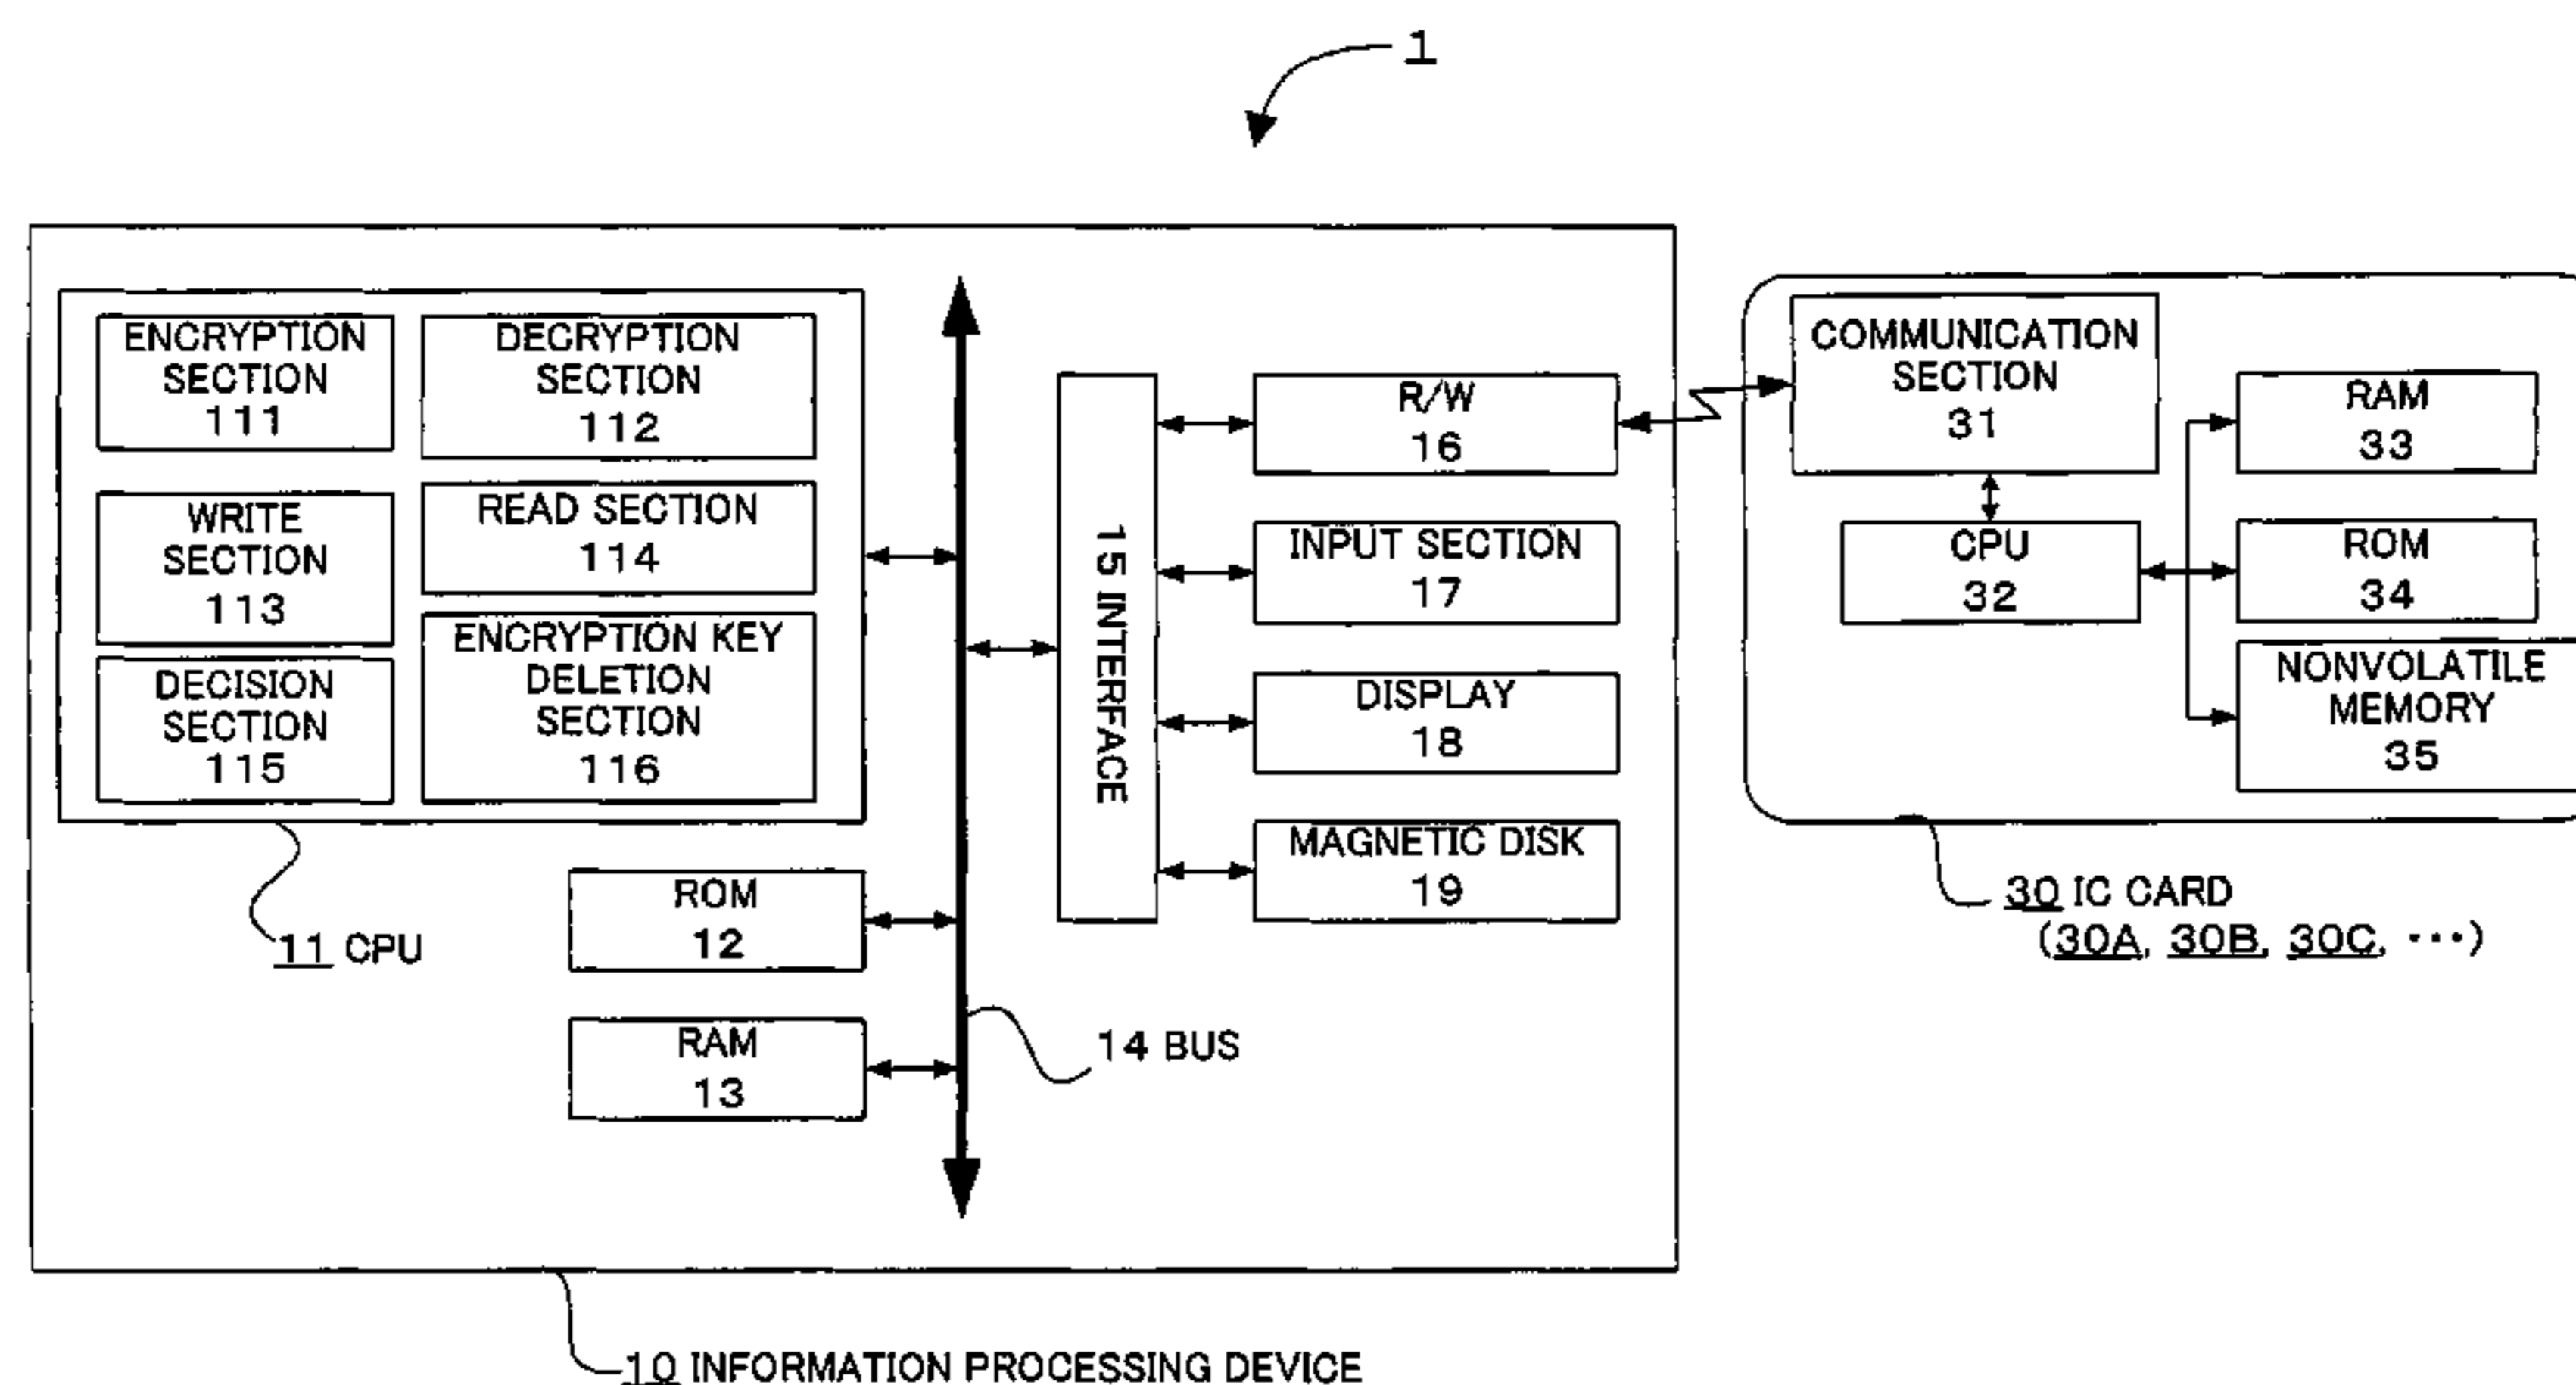 1
ENCRYPTION
SECTION
111
DECRYPTION
SECTION
112
WRITE
SECTION
113
READ SECTION
114
DECISION
SECTION
115
ENCRYPTION KEY
DELETION
SECTION
116
11 CPU
ROM
12
RAM
13
14 BUS
15 INTERFACE
R/W
16
INPUT SECTION
17
DISPLAY
18
MAGNETIC DISK
19
10 INFORMATION PROCESSING DEVICE
COMMUNICATION
SECTION
31
CPU
32
RAM
33
ROM
34
NONVOLATILE
MEMORY
35
30 IC CARD
(30A, 30B, 30C, ···)